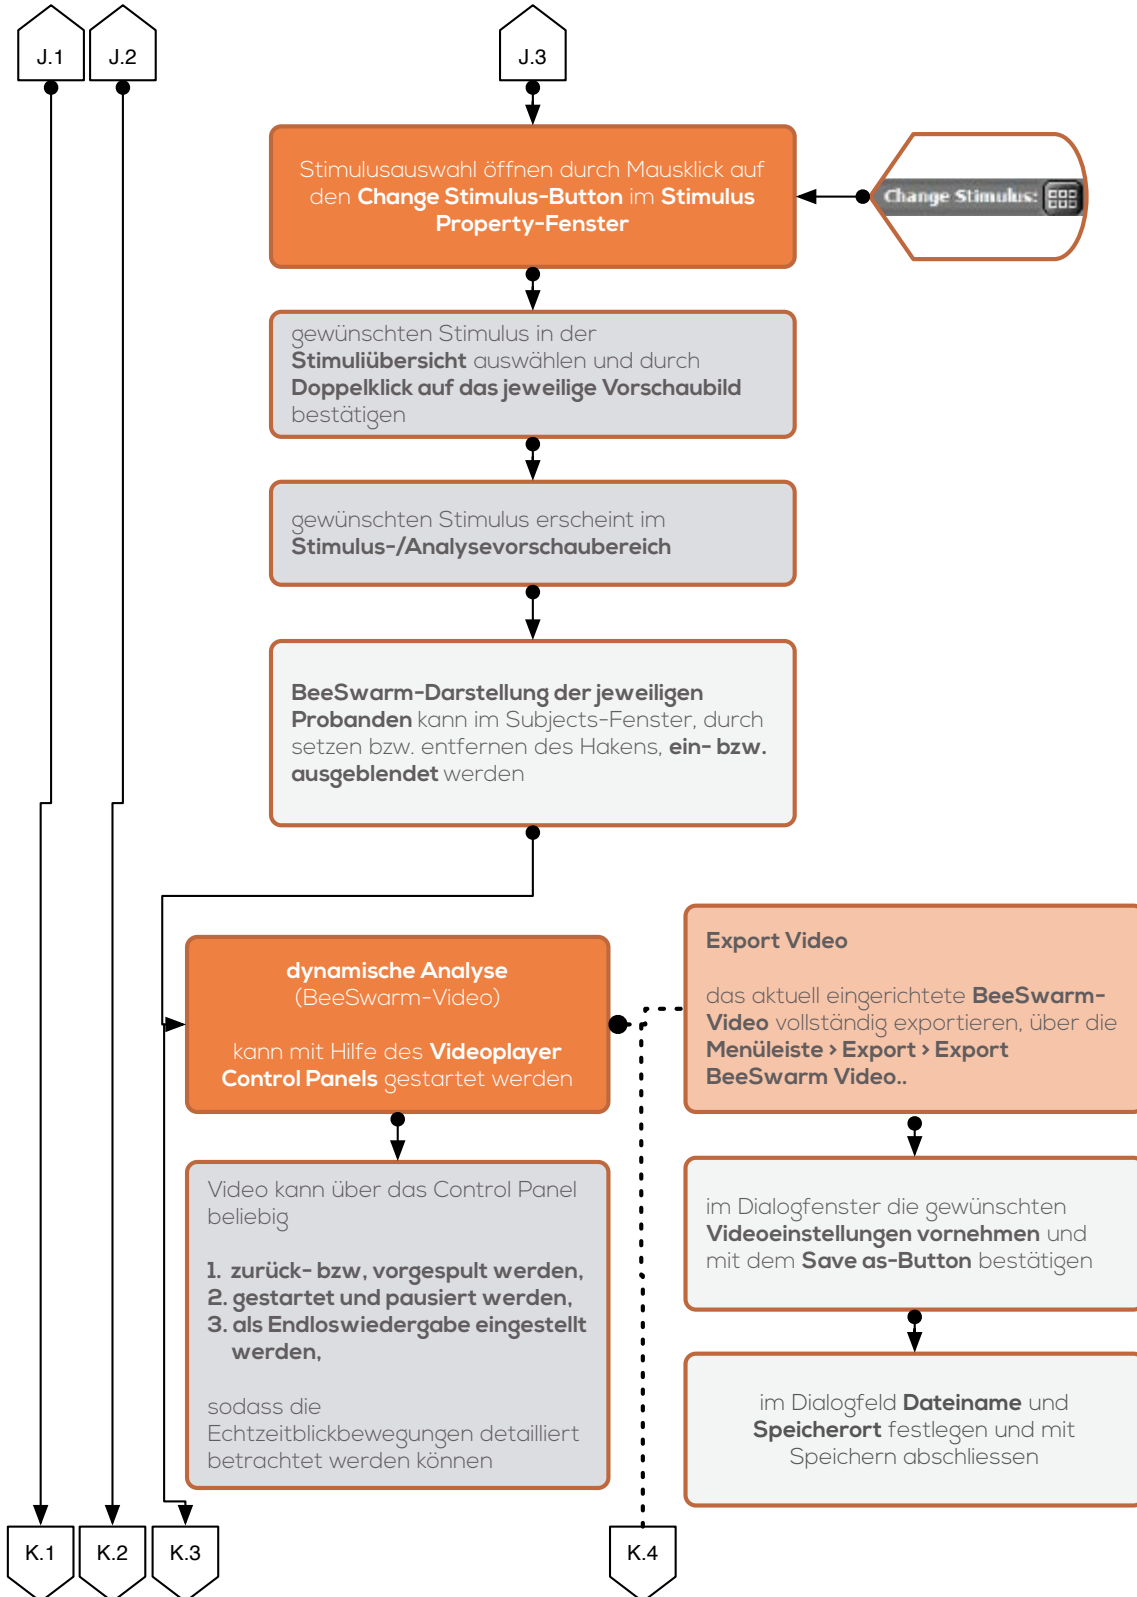 J.1
J.2
J.3
Stimulusauswahl öffnen durch Mausklick auf
den Change Stimulus-Button im Stimulus
Property-Fenster
Change Stimulus:
gewünschten Stimulus in der
Stimuliübersicht auswählen und durch
Doppelklick auf das jeweilige Vorschaubild
bestätigen
gewünschten Stimulus erscheint im
Stimulus-/Analysevorschaubereich
BeeSwarm-Darstellung der jeweiligen
Probanden kann im Subjects-Fenster, durch
setzen bzw. entfernen des Hakens, ein- bzw.
ausgeblendet werden
dynamische Analyse
(BeeSwarm-Video)
kann mit Hilfe des Videoplayer
Control Panels gestartet werden
Video kann über das Control Panel
beliebig
1. zurück- bzw, vorgespult werden,
2. gestartet und pausiert werden,
3. als Endloswiedergabe eingestellt
werden,
sodass die
Echtzeitblickbewegungen detailliert
betrachtet werden können
Export Video
das aktuell eingerichtete BeeSwarm-
Video vollständig exportieren, über die
Menüleiste > Export > Export
BeeSwarm Video..
im Dialogfenster die gewünschten
Videoeinstellungen vornehmen und
mit dem Save as-Button bestätigen
im Dialogfeld Dateiname und
Speicherort festlegen und mit
Speichern abschliessen
K.1
K.2
K.3
K.4